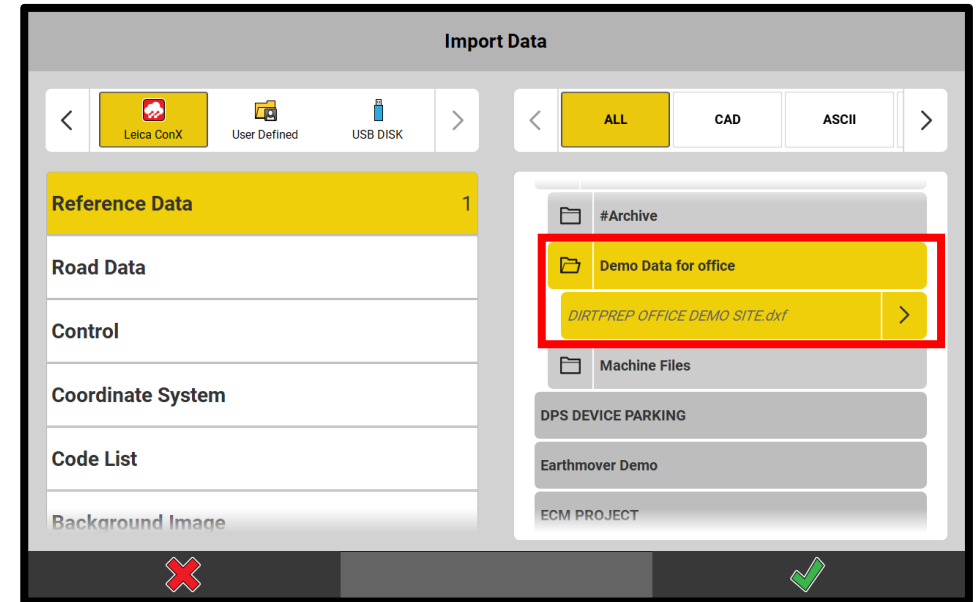 Import Data
Leica ConX
User Defined
USB DISK
ALL
CAD
ASCII
Reference Data 1
Road Data
Control
Coordinate System
Code List
Background Image
#Archive
Demo Data for office
DIRTPREP OFFICE DEMO SITE.dxf
Machine Files
DPS DEVICE PARKING
Earthmover Demo
ECM PROJECT